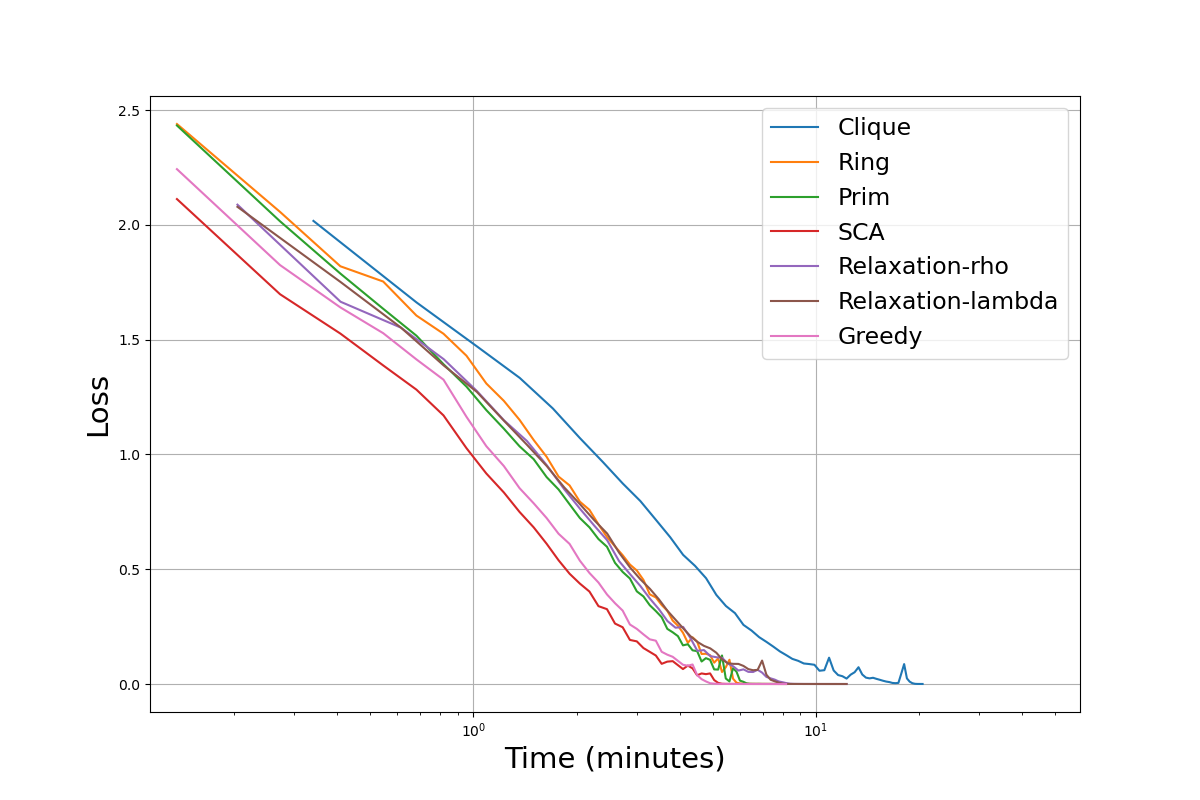 2.5
2.0
1.5
1.0
0.5
0.0
Loss
10⁰
10¹
Time (minutes)
Clique
Ring
Prim
SCA
Relaxation-rho
Relaxation-lambda
Greedy